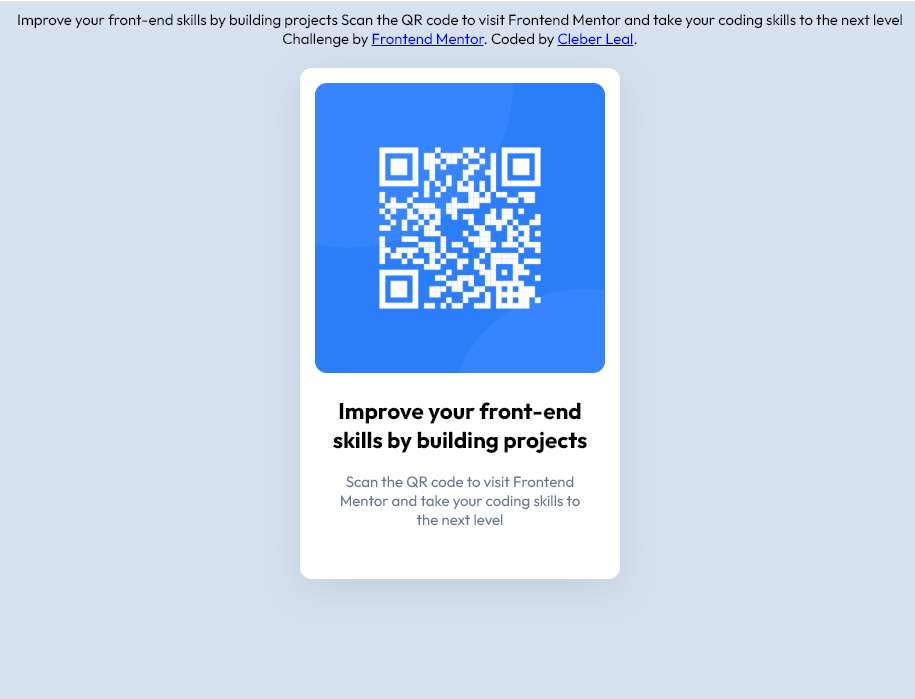 Improve your front-end skills by building projects Scan the QR code to visit Frontend Mentor and take your coding skills to the next level
Challenge by Frontend Mentor. Coded by Cleber Leal.
Improve your front-end
skills by building projects
Scan the QR code to visit Frontend
Mentor and take your coding skills to
the next level